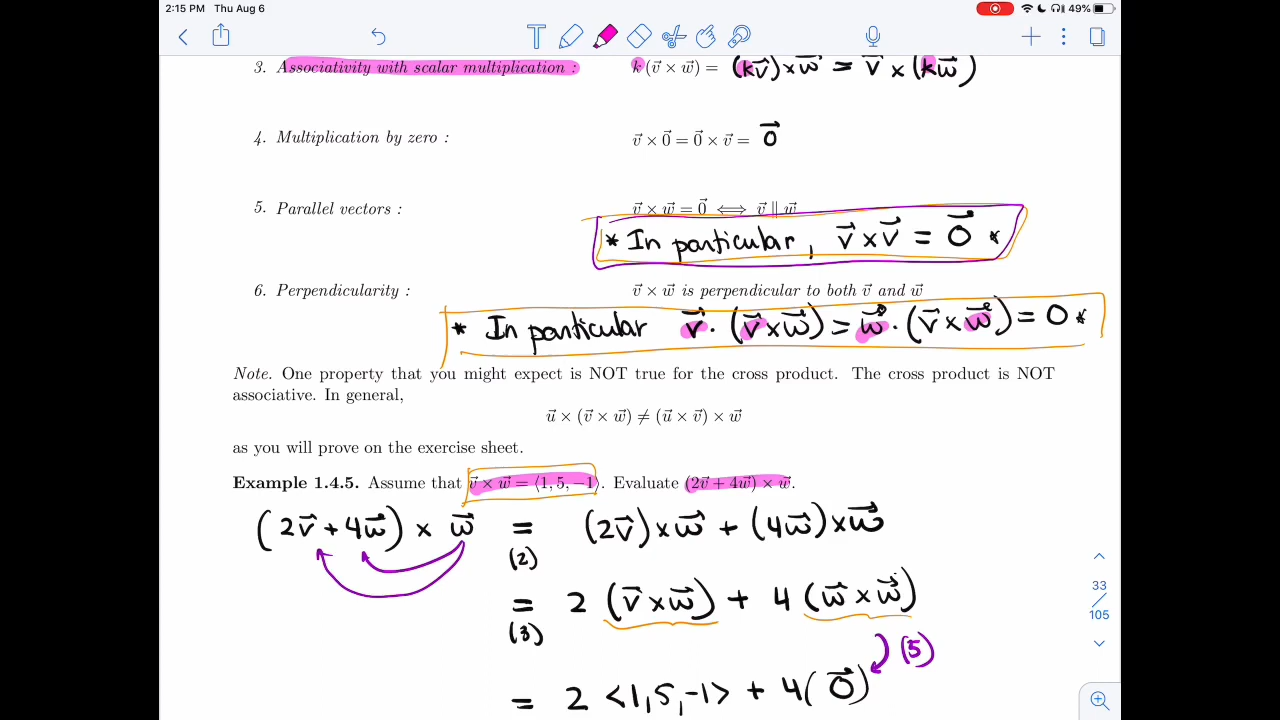 2:15 PM Thu Aug 6 49%
3. Associativity with scalar multiplication : k(v⃗ × w⃗) = (kv⃗)×w⃗ = v⃗ × (kw⃗)
4. Multiplication by zero : v⃗ × 0⃗ = 0⃗ × v⃗ = 0⃗
5. Parallel vectors : v⃗ × w⃗ = 0⃗ ⟺ v⃗ ∥ w⃗
* In particular, v⃗ × v⃗ = 0⃗ *
6. Perpendicularity : v⃗ × w⃗ is perpendicular to both v⃗ and w⃗
* In particular v⃗ · (v⃗ × w⃗) = w⃗ · (v⃗ × w⃗) = 0 *
Note. One property that you might expect is NOT true for the cross product. The cross product is NOT
associative. In general,
u⃗ × (v⃗ × w⃗) ≠ (u⃗ × v⃗) × w⃗
as you will prove on the exercise sheet.
Example 1.4.5. Assume that v⃗ × w⃗ = ⟨1, 5, −1⟩. Evaluate (2v⃗ + 4w⃗) × w⃗.
(2v⃗ + 4w⃗) × w⃗ = (2v⃗) × w⃗ + (4w⃗) × w⃗
(2)
= 2 (v⃗ × w⃗) + 4 (w⃗ × w⃗)
(3)
(5)
= 2 <1, 5, -1> + 4(0⃗)
33
105